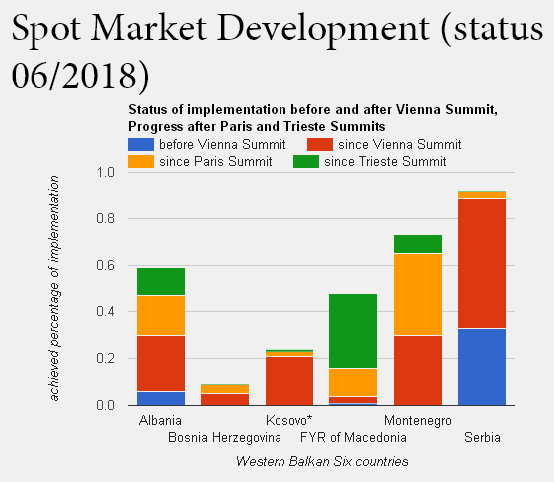 Spot Market Development (status
06/2018)
Status of implementation before and after Vienna Summit,
Progress after Paris and Trieste Summits
before Vienna Summit since Vienna Summit
since Paris Summit since Trieste Summit
achieved percentage of implementation
1.0
0.8
0.6
0.4
0.2
0.0
Albania Kosovo* Montenegro
Bosnia Herzegovina FYR of Macedonia Serbia
Western Balkan Six countries